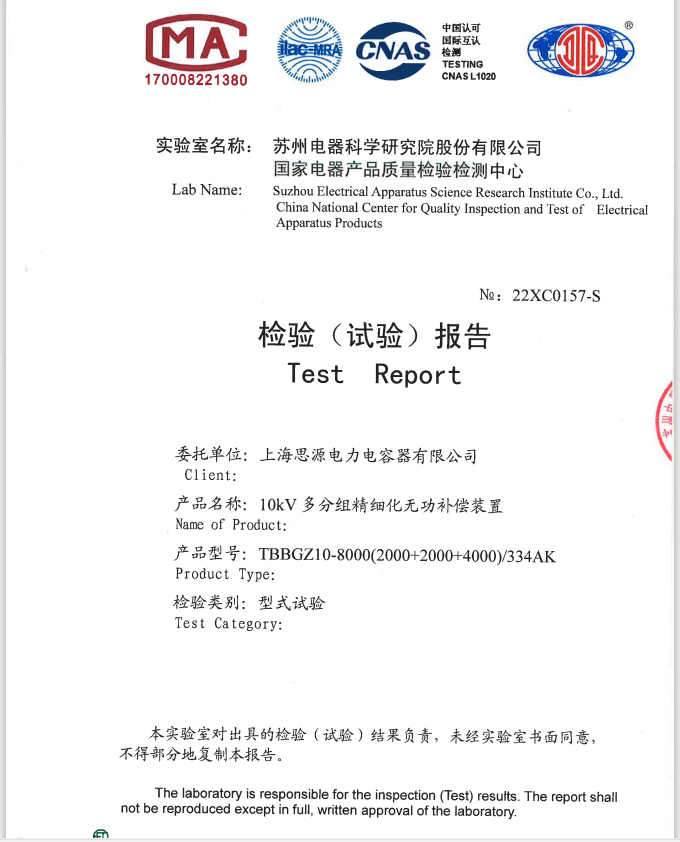 MA
170008221380
ilac-MRA
CNAS
中国认可
国际互认
检测
TESTING
CNAS L1020
®
实验室名称： 苏州电器科学研究院股份有限公司
国家电器产品质量检验检测中心
Lab Name: Suzhou Electrical Apparatus Science Research Institute Co., Ltd.
China National Center for Quality Inspection and Test of Electrical
Apparatus Products
№：22XC0157-S
检验（试验）报告
Test Report
委托单位：上海思源电力电容器有限公司
Client:
产品名称：10kV 多分组精细化无功补偿装置
Name of Product:
产品型号：TBBGZ10-8000(2000+2000+4000)/334AK
Product Type:
检验类别：型式试验
Test Category:
本实验室对出具的检验（试验）结果负责，未经实验室书面同意，
不得部分地复制本报告。
The laboratory is responsible for the inspection (Test) results. The report shall
not be reproduced except in full, written approval of the laboratory.